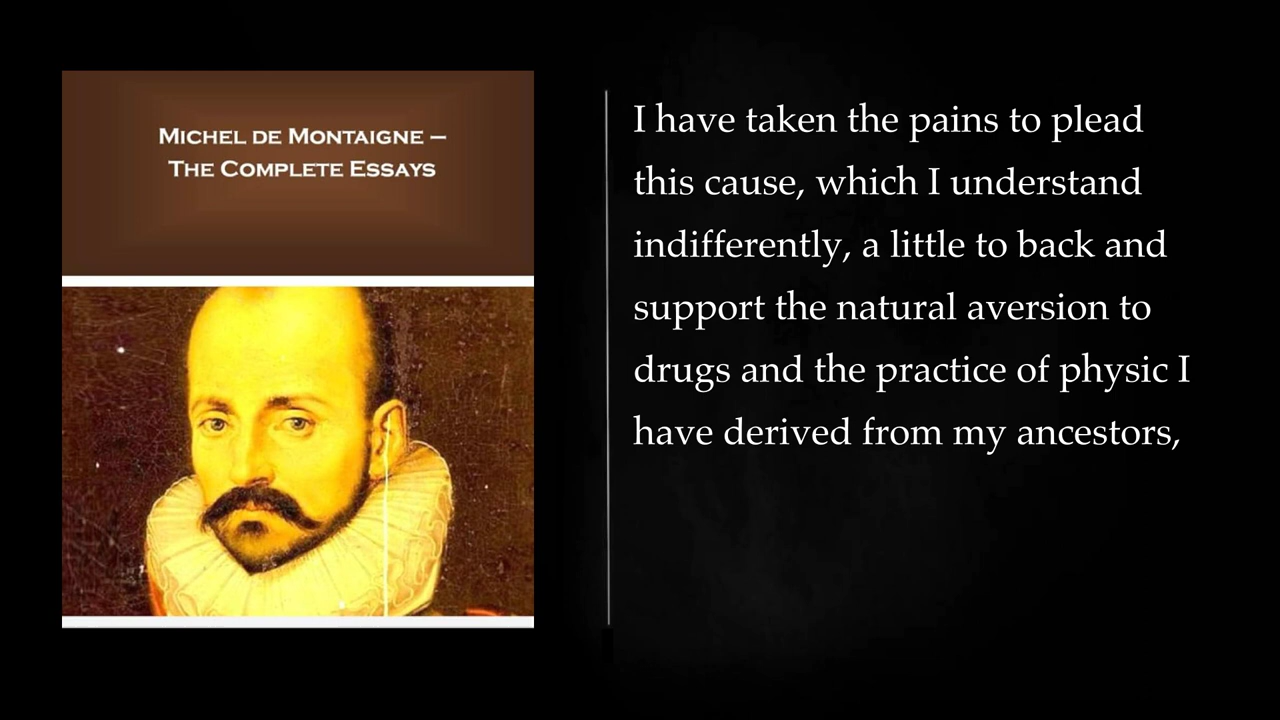 MICHEL DE MONTAIGNE –
THE COMPLETE ESSAYS
I have taken the pains to plead
this cause, which I understand
indifferently, a little to back and
support the natural aversion to
drugs and the practice of physic I
have derived from my ancestors,